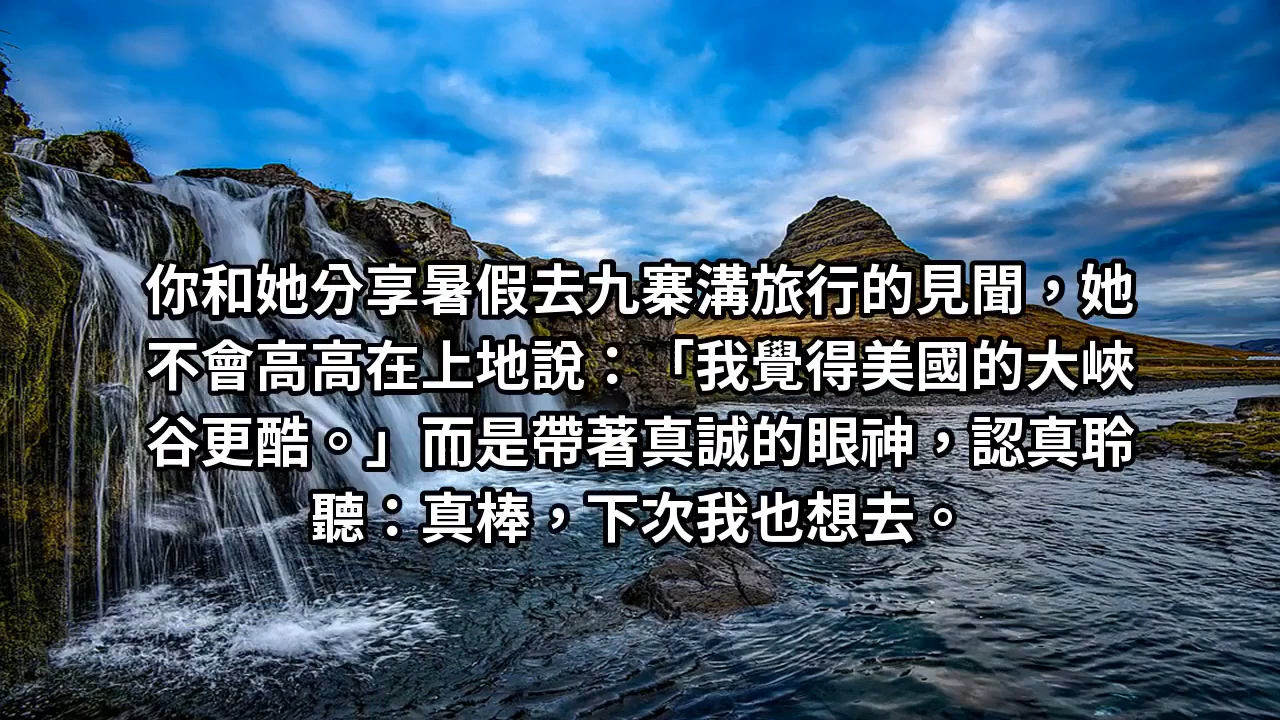 你和她分享暑假去九寨溝旅行的見聞，她
不會高高在上地說：「我覺得美國的大峽
谷更酷。」而是帶著真誠的眼神，認真聆
聽：真棒，下次我也想去。